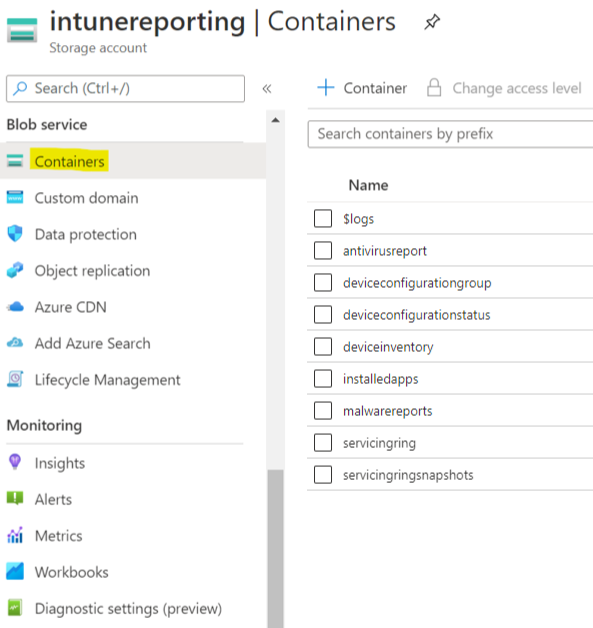 intunereporting | Containers
Storage account
Search (Ctrl+/)
«
Blob service
Containers
Custom domain
Data protection
Object replication
Azure CDN
Add Azure Search
Lifecycle Management
Monitoring
Insights
Alerts
Metrics
Workbooks
Diagnostic settings (preview)
+ Container
Change access level
Search containers by prefix
Name
$logs
antivirusreport
deviceconfigurationgroup
deviceconfigurationstatus
deviceinventory
installedapps
malwarereports
servicingring
servicingringsnapshots